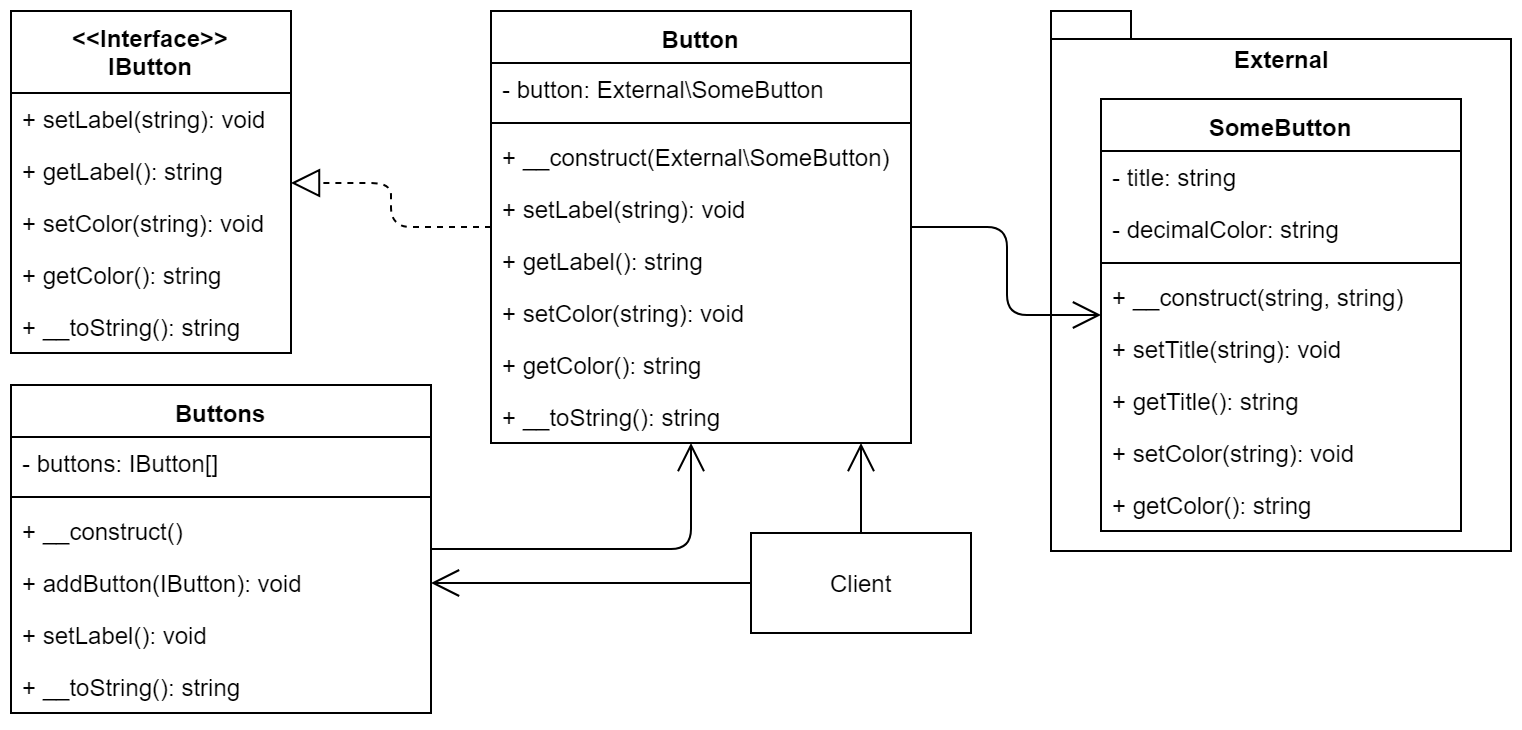 <<Interface>>
IButton
+ setLabel(string): void
+ getLabel(): string
+ setColor(string): void
+ getColor(): string
+ __toString(): string
Button
- button: External\SomeButton
+ __construct(External\SomeButton)
+ setLabel(string): void
+ getLabel(): string
+ setColor(string): void
+ getColor(): string
+ __toString(): string
External
SomeButton
- title: string
- decimalColor: string
+ __construct(string, string)
+ setTitle(string): void
+ getTitle(): string
+ setColor(string): void
+ getColor(): string
Buttons
- buttons: IButton[]
+ __construct()
+ addButton(IButton): void
+ setLabel(): void
+ __toString(): string
Client